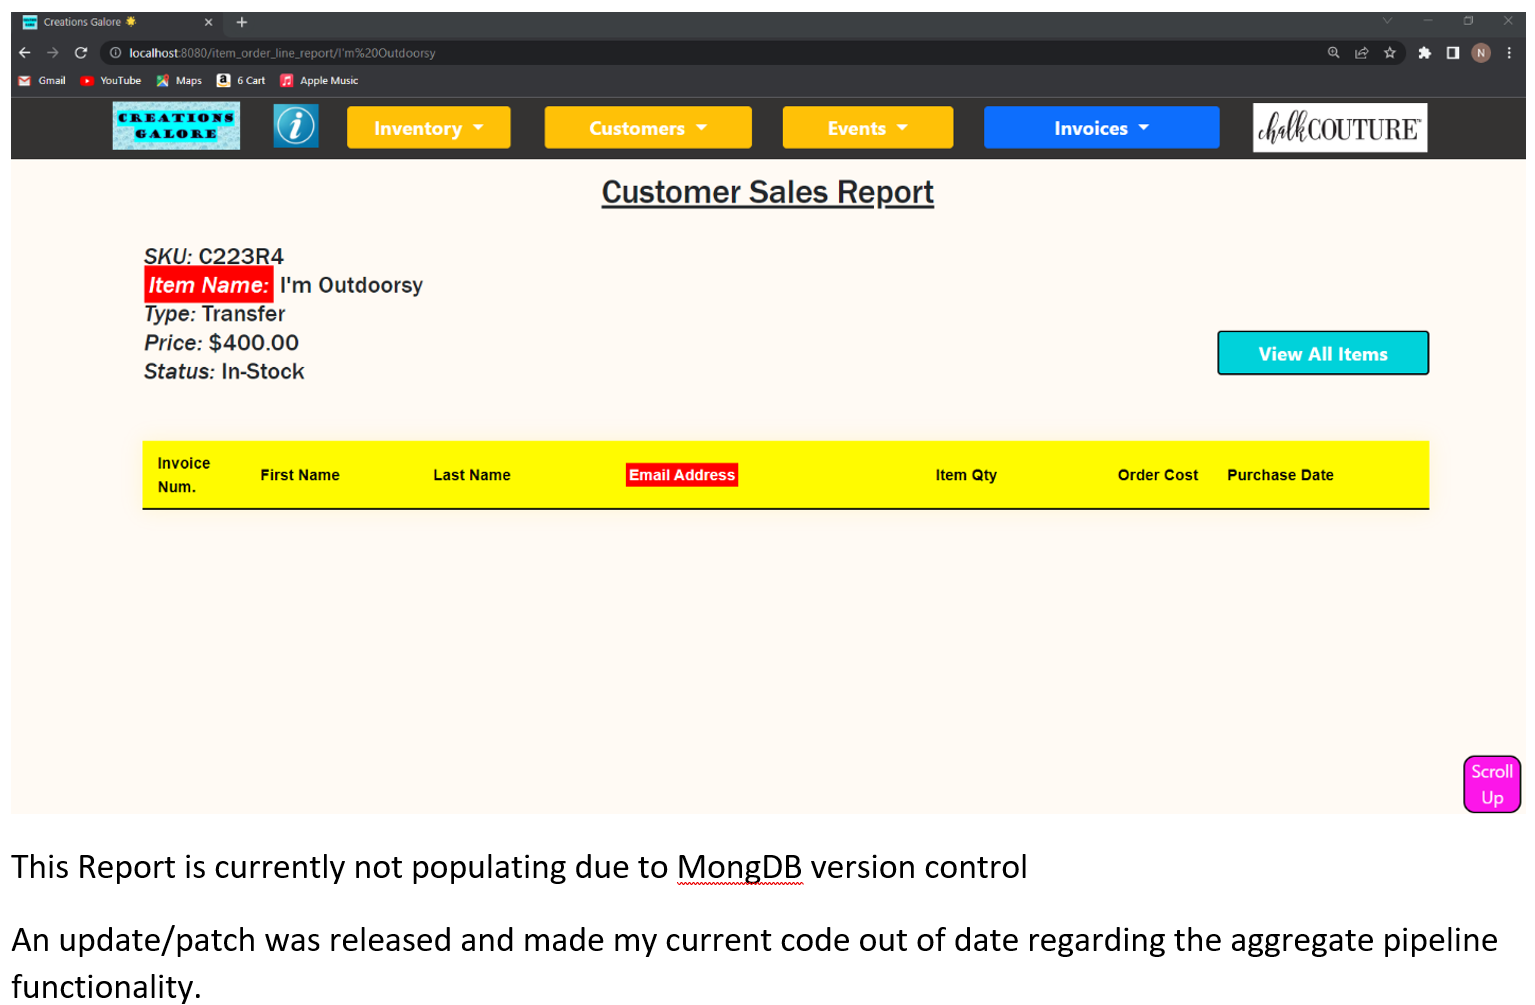 Creations Galore
localhost:8080/item_order_line_report/I'm%20Outdoorsy
N
Gmail YouTube Maps 6 Cart Apple Music
CREATIONS
GALORE
i
Inventory Customers Events Invoices
chalkCOUTURE™
Customer Sales Report
SKU: C223R4
Item Name: I'm Outdoorsy
Type: Transfer
Price: $400.00
Status: In-Stock
View All Items
Invoice
Num.
First Name Last Name Email Address Item Qty Order Cost Purchase Date
Scroll
Up
This Report is currently not populating due to MongDB version control
An update/patch was released and made my current code out of date regarding the aggregate pipeline
functionality.